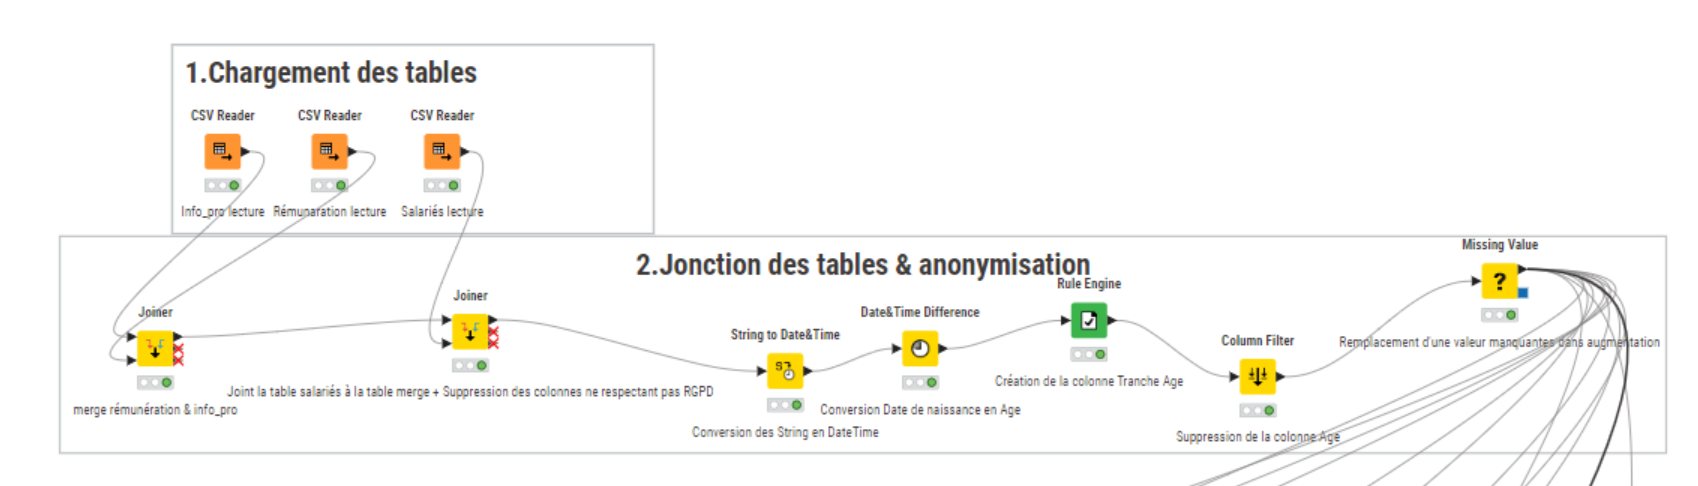 1.Chargement des tables
CSV Reader
CSV Reader
CSV Reader
Info_pro lecture
Rémunaration lecture
Salariés lecture
2.Jonction des tables & anonymisation
Joiner
merge rémunération & info_pro
Joiner
Joint la table salariés à la table merge + Suppression des colonnes ne respectant pas RGPD
String to Date&Time
Conversion des String en DateTime
Date&Time Difference
Conversion Date de naissance en Age
Rule Engine
Création de la colonne Tranche Age
Column Filter
Suppression de la colonne Age
Missing Value
?
Remplacement d'une valeur manquantes dans augmentation